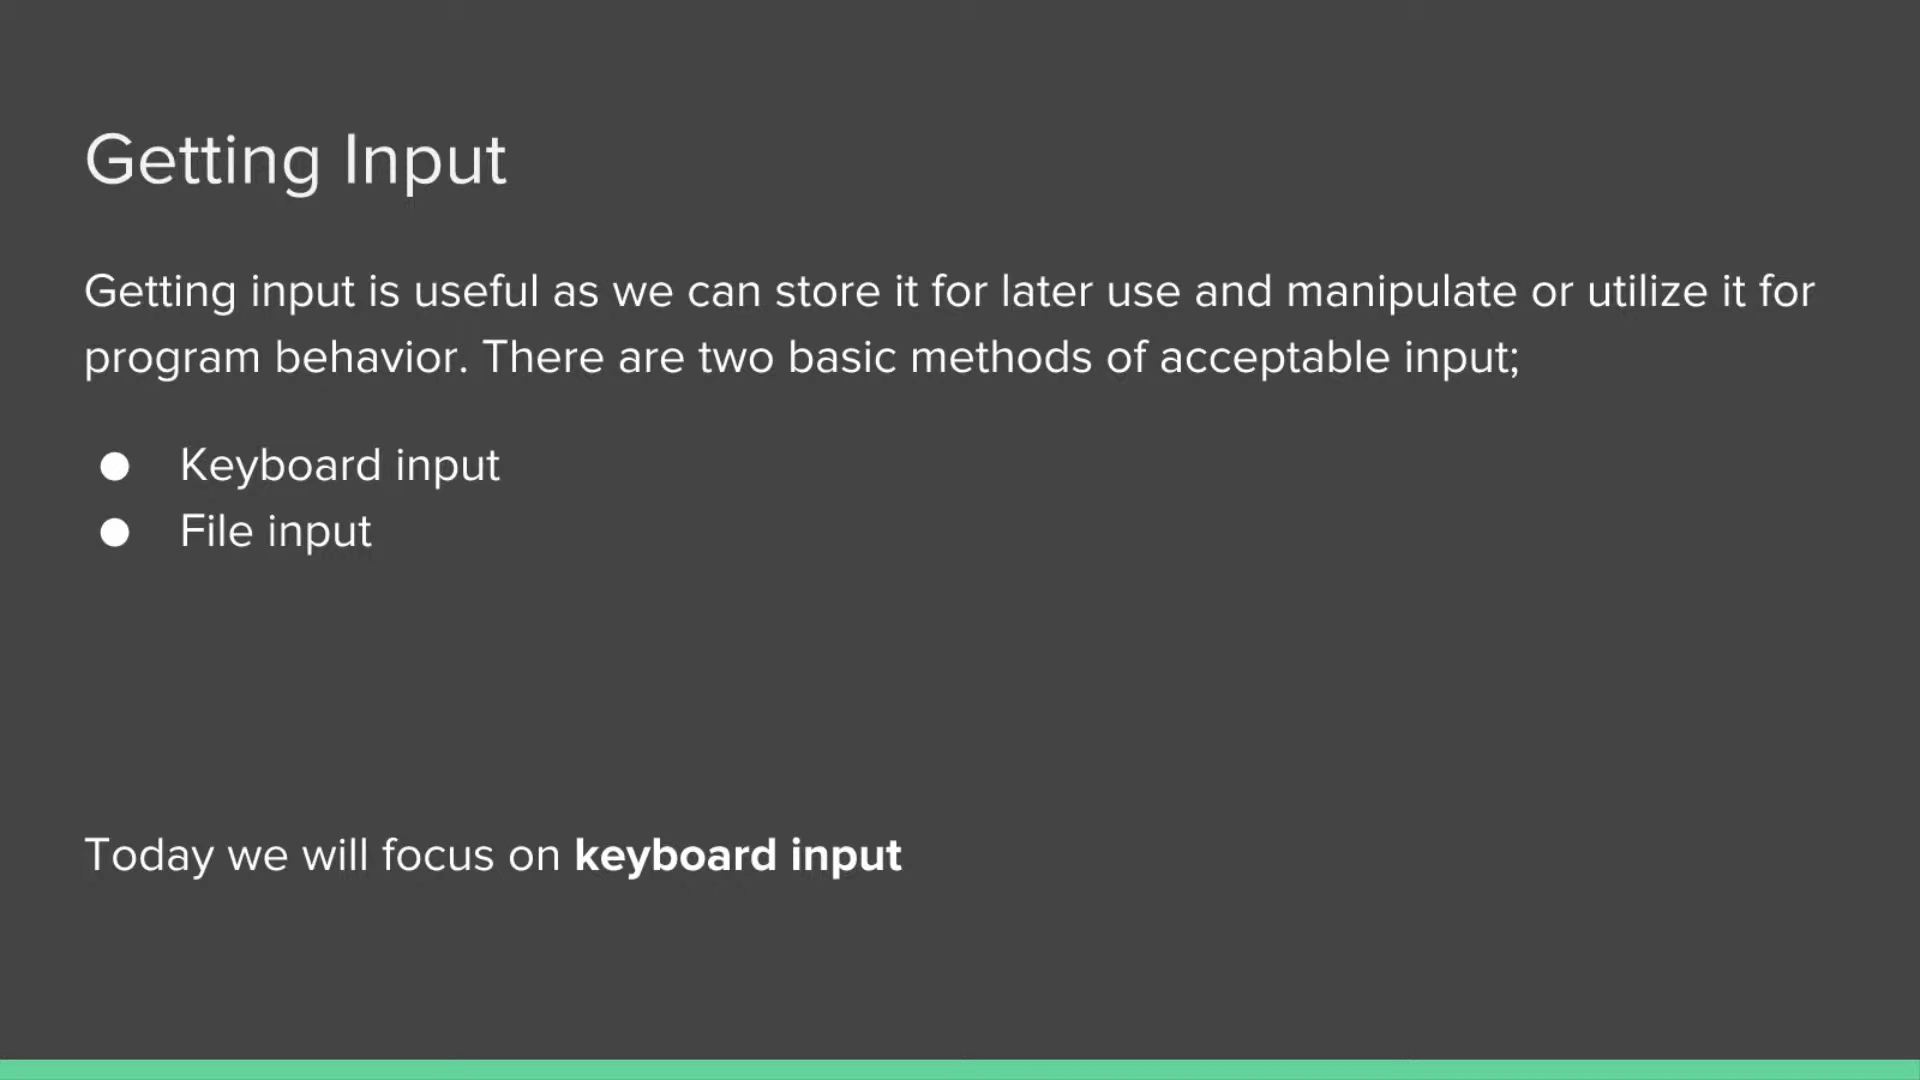 Getting Input
Getting input is useful as we can store it for later use and manipulate or utilize it for
program behavior. There are two basic methods of acceptable input;
● Keyboard input
● File input
Today we will focus on keyboard input